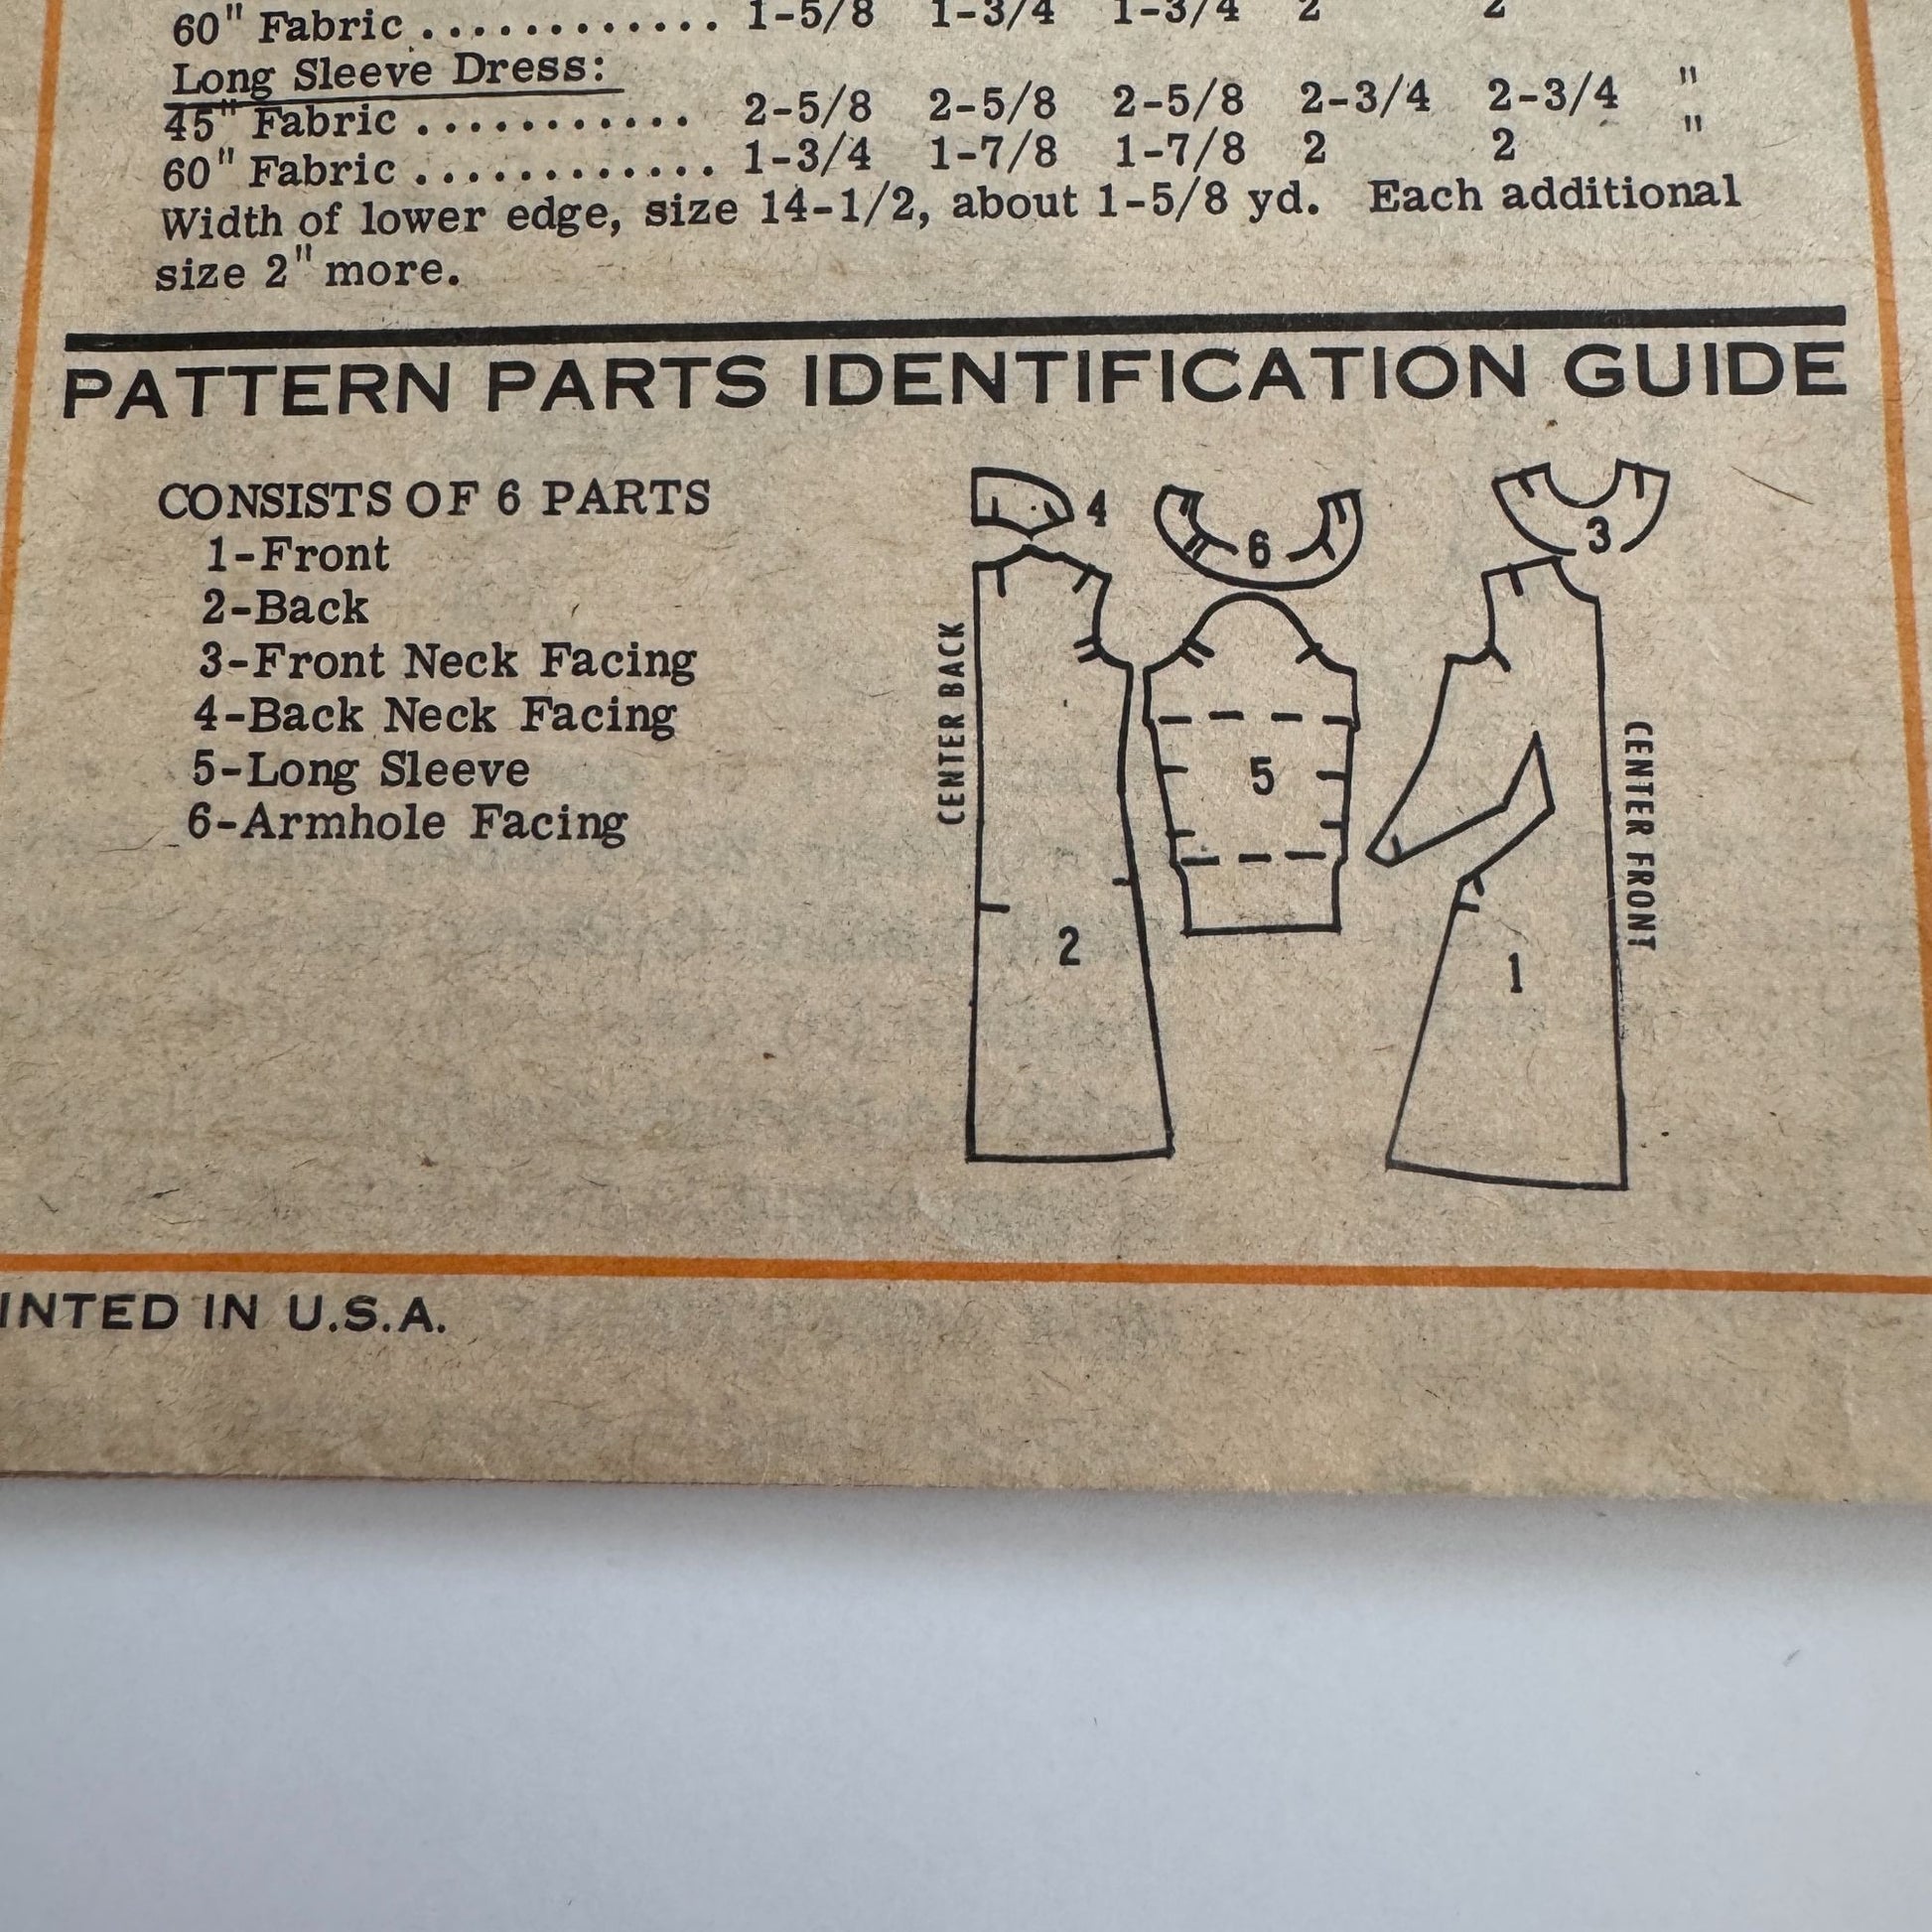 60" Fabric ............ 1-5/8 1-3/4 1-3/4 2 2
Long Sleeve Dress:
45" Fabric ........... 2-5/8 2-5/8 2-5/8 2-3/4 2-3/4 "
60" Fabric ............ 1-3/4 1-7/8 1-7/8 2 2 "
Width of lower edge, size 14-1/2, about 1-5/8 yd. Each additional
size 2" more.
PATTERN PARTS IDENTIFICATION GUIDE
CONSISTS OF 6 PARTS
1-Front
2-Back
3-Front Neck Facing
4-Back Neck Facing
5-Long Sleeve
6-Armhole Facing
4
6
3
CENTER BACK
5
CENTER FRONT
2
1
INTED IN U.S.A.